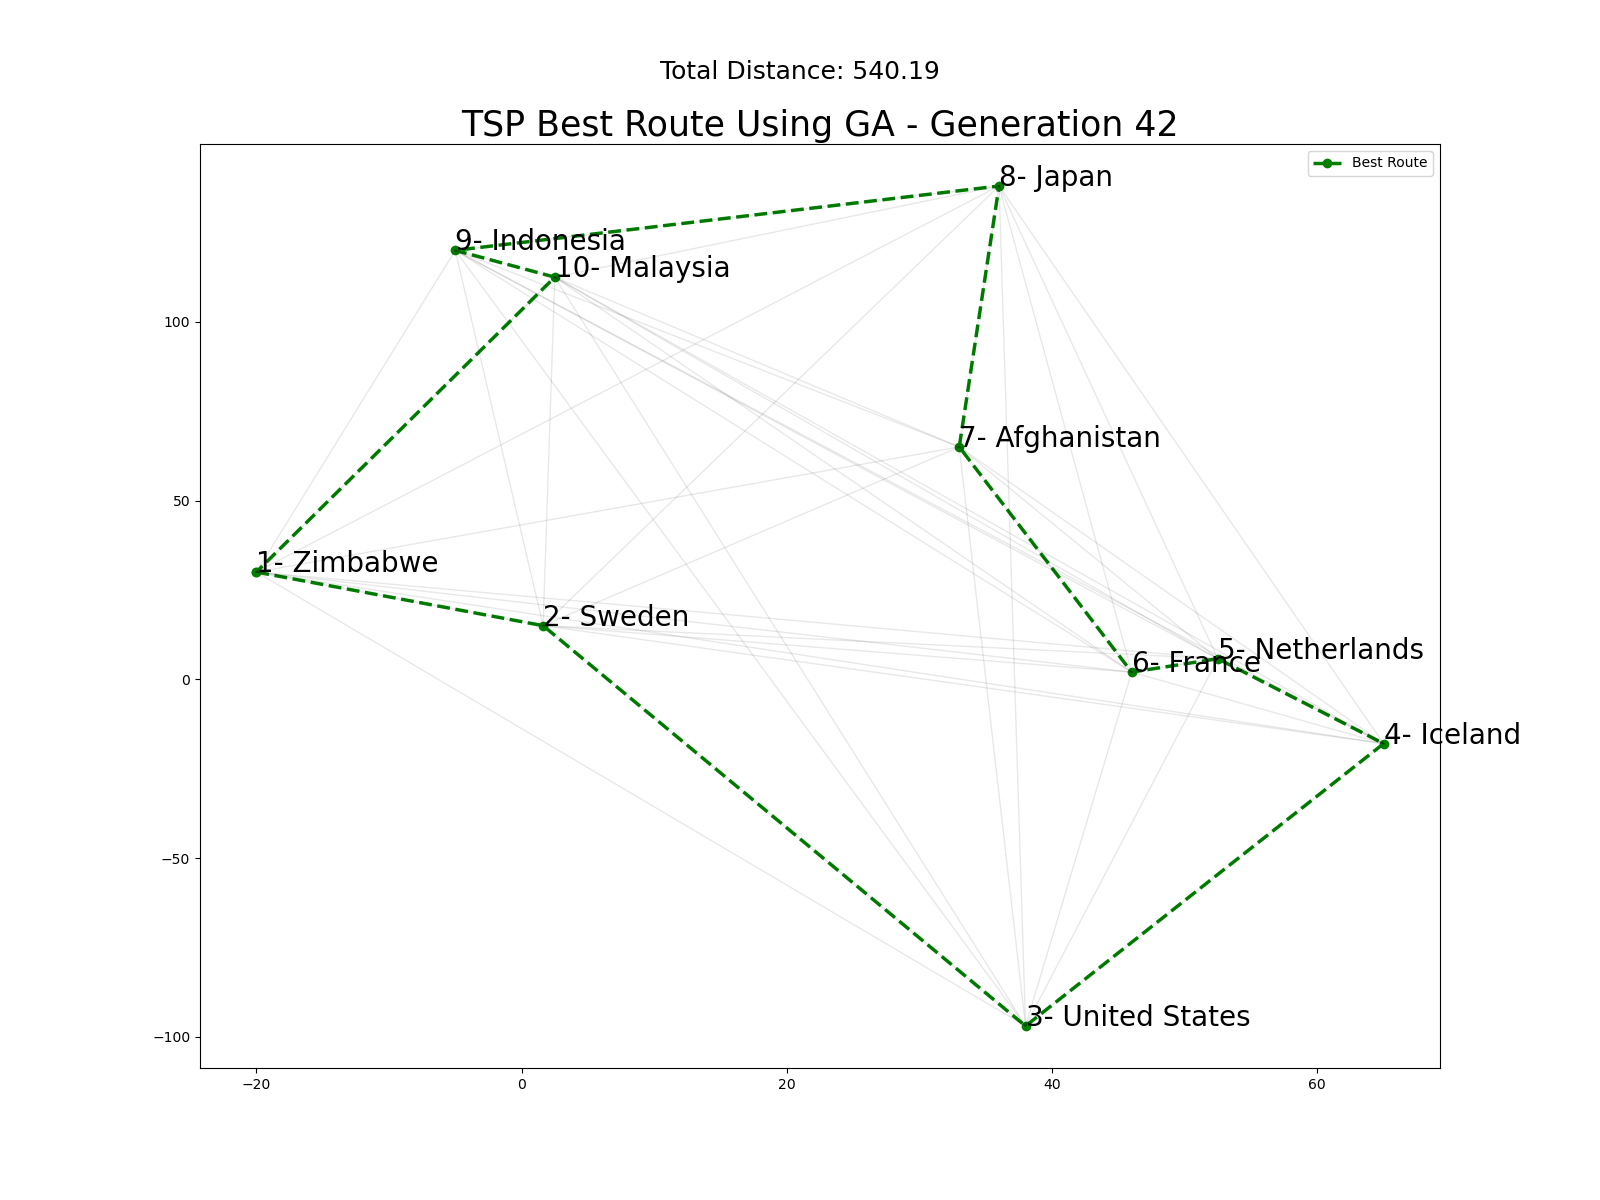 Total Distance: 540.19
TSP Best Route Using GA - Generation 42
Best Route
8- Japan
9- Indonesia
10- Malaysia
7- Afghanistan
1- Zimbabwe
2- Sweden
5- Netherlands
6- France
4- Iceland
3- United States
100
50
0
−50
−100
−20
0
20
40
60